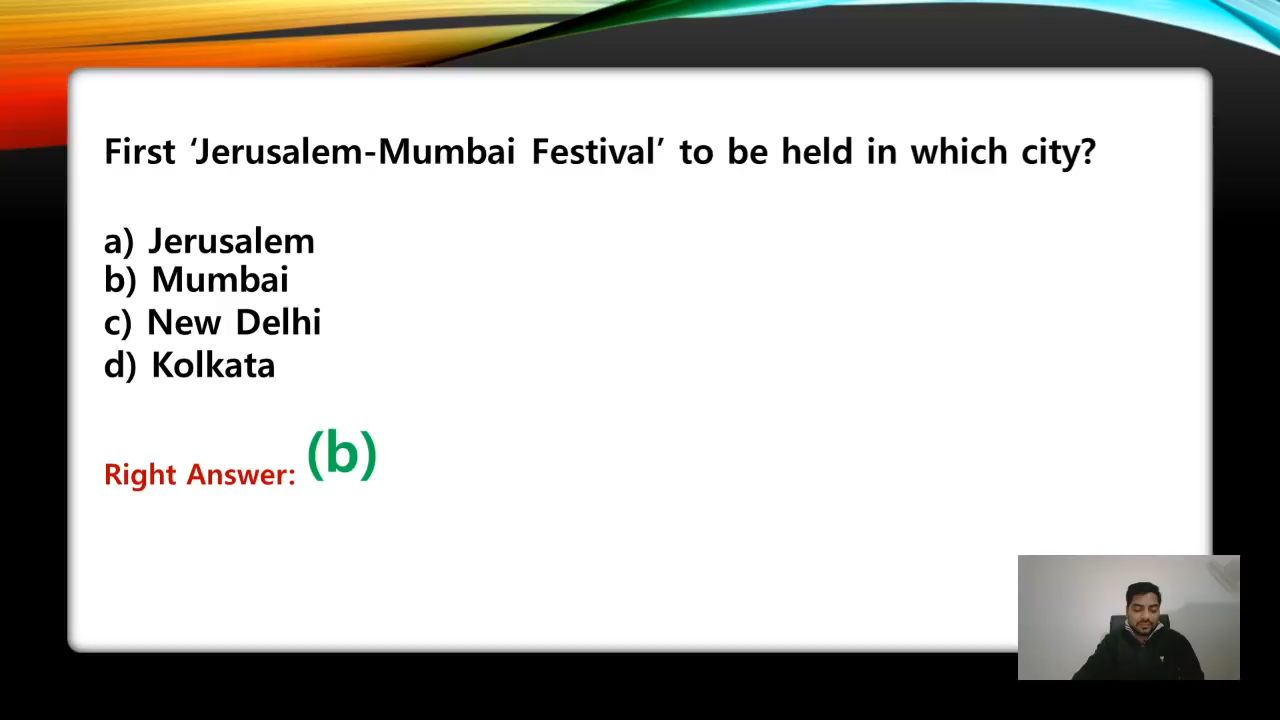 First ‘Jerusalem-Mumbai Festival’ to be held in which city?
a) Jerusalem
b) Mumbai
c) New Delhi
d) Kolkata
Right Answer: (b)